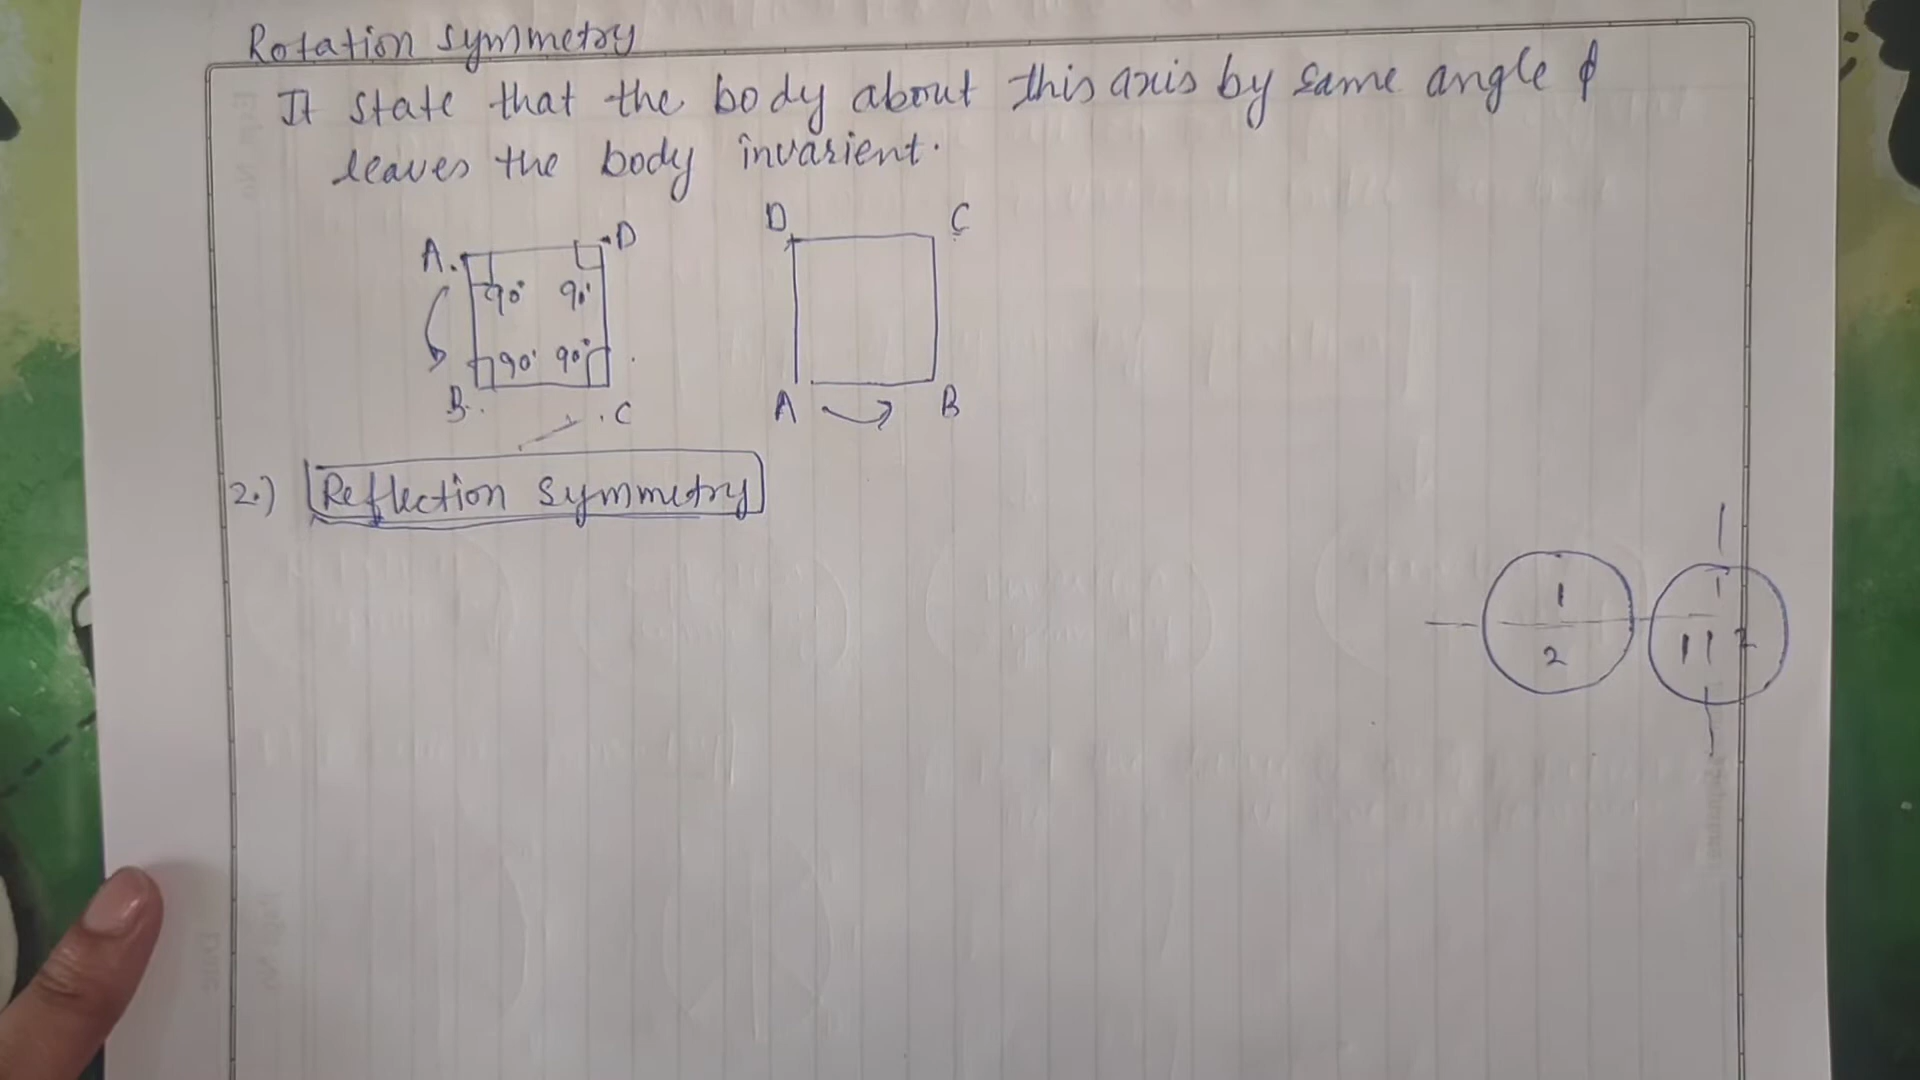 Rotation symmetry
It state that the body about this axis by same angle ϕ
leaves the body invarient.
A. D
90° 90°
90° 90°
B. C
D C
A B
2.) Reflection symmetry
1
2
1
1 1 2